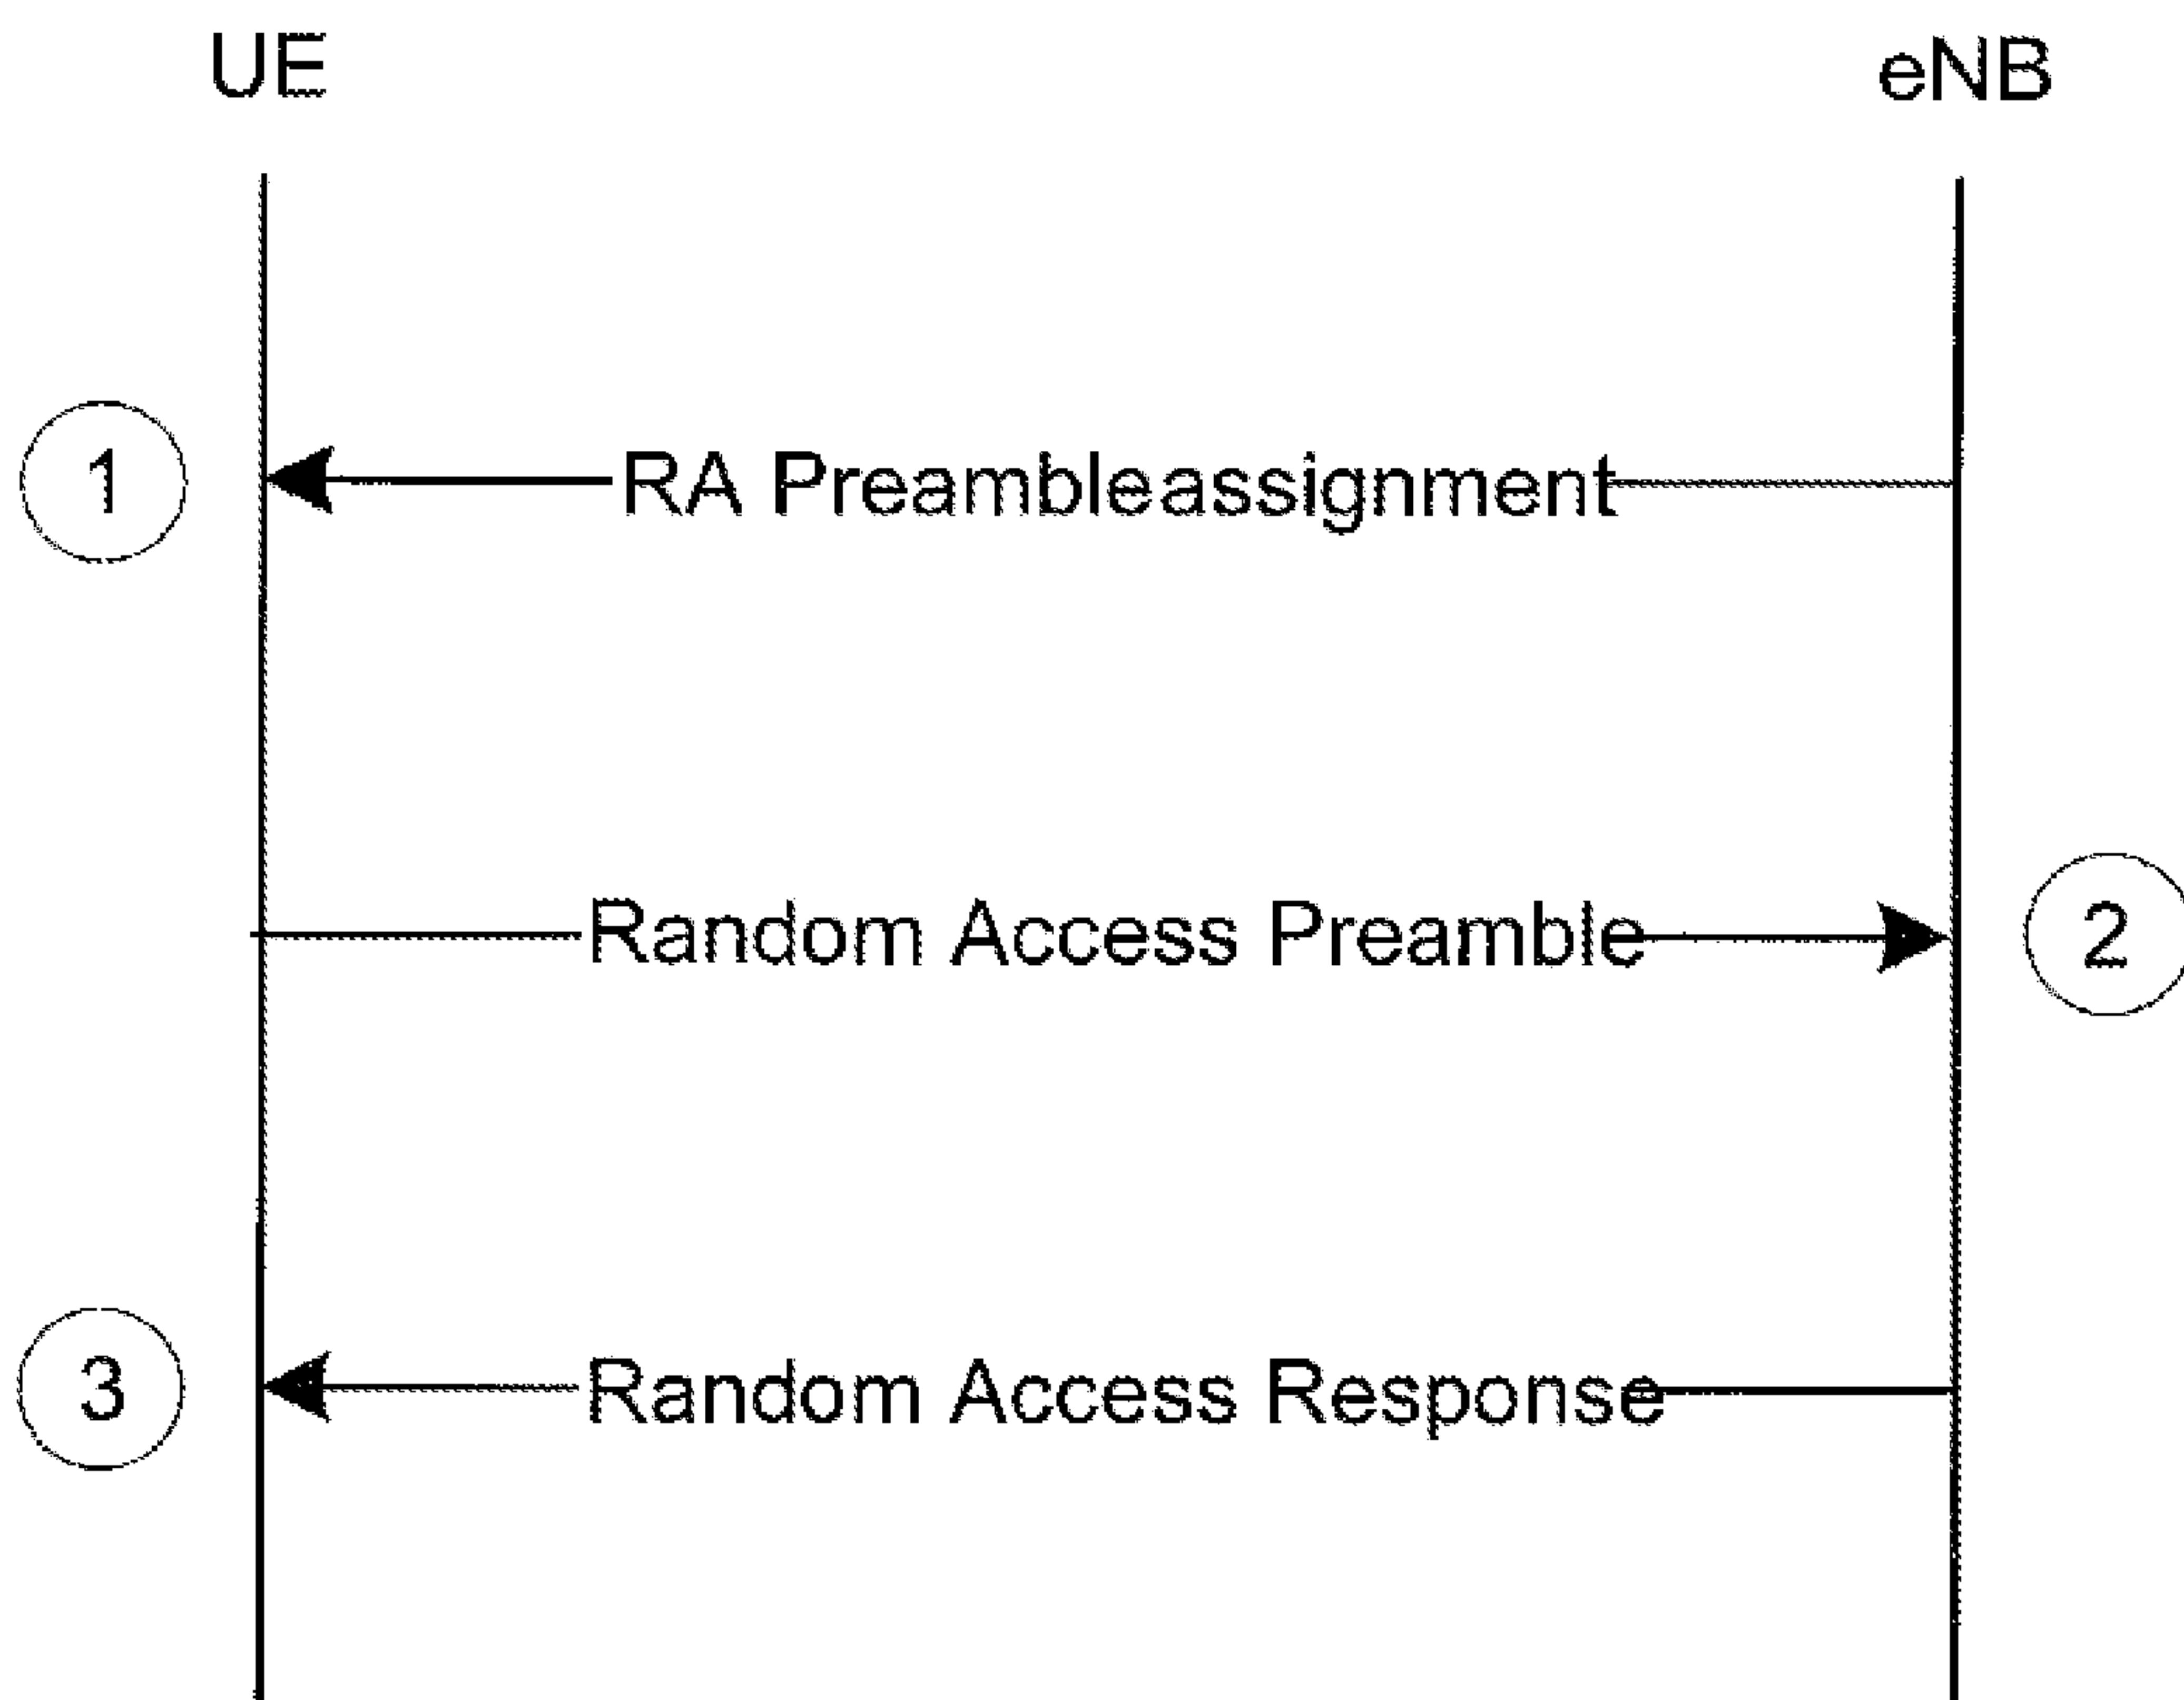 UE eNB
1 RA Preambleassignment
Random Access Preamble 2
3 Random Access Response